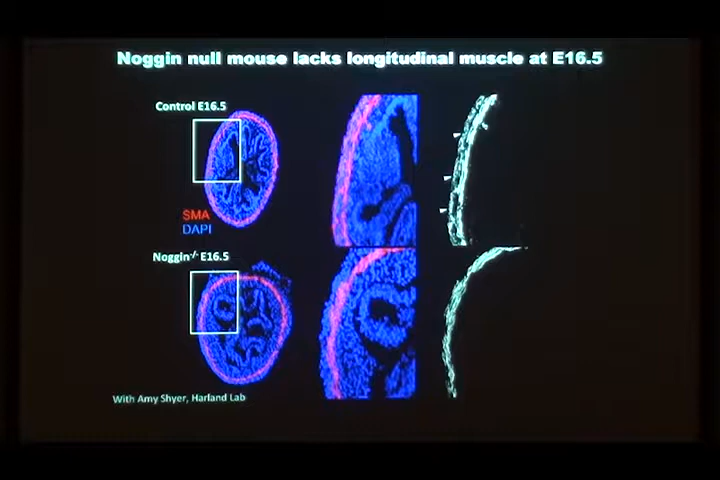 Noggin null mouse lacks longitudinal muscle at E16.5
Control E16.5
SMA
DAPI
Noggin-/- E16.5
With Amy Shyer, Harland Lab